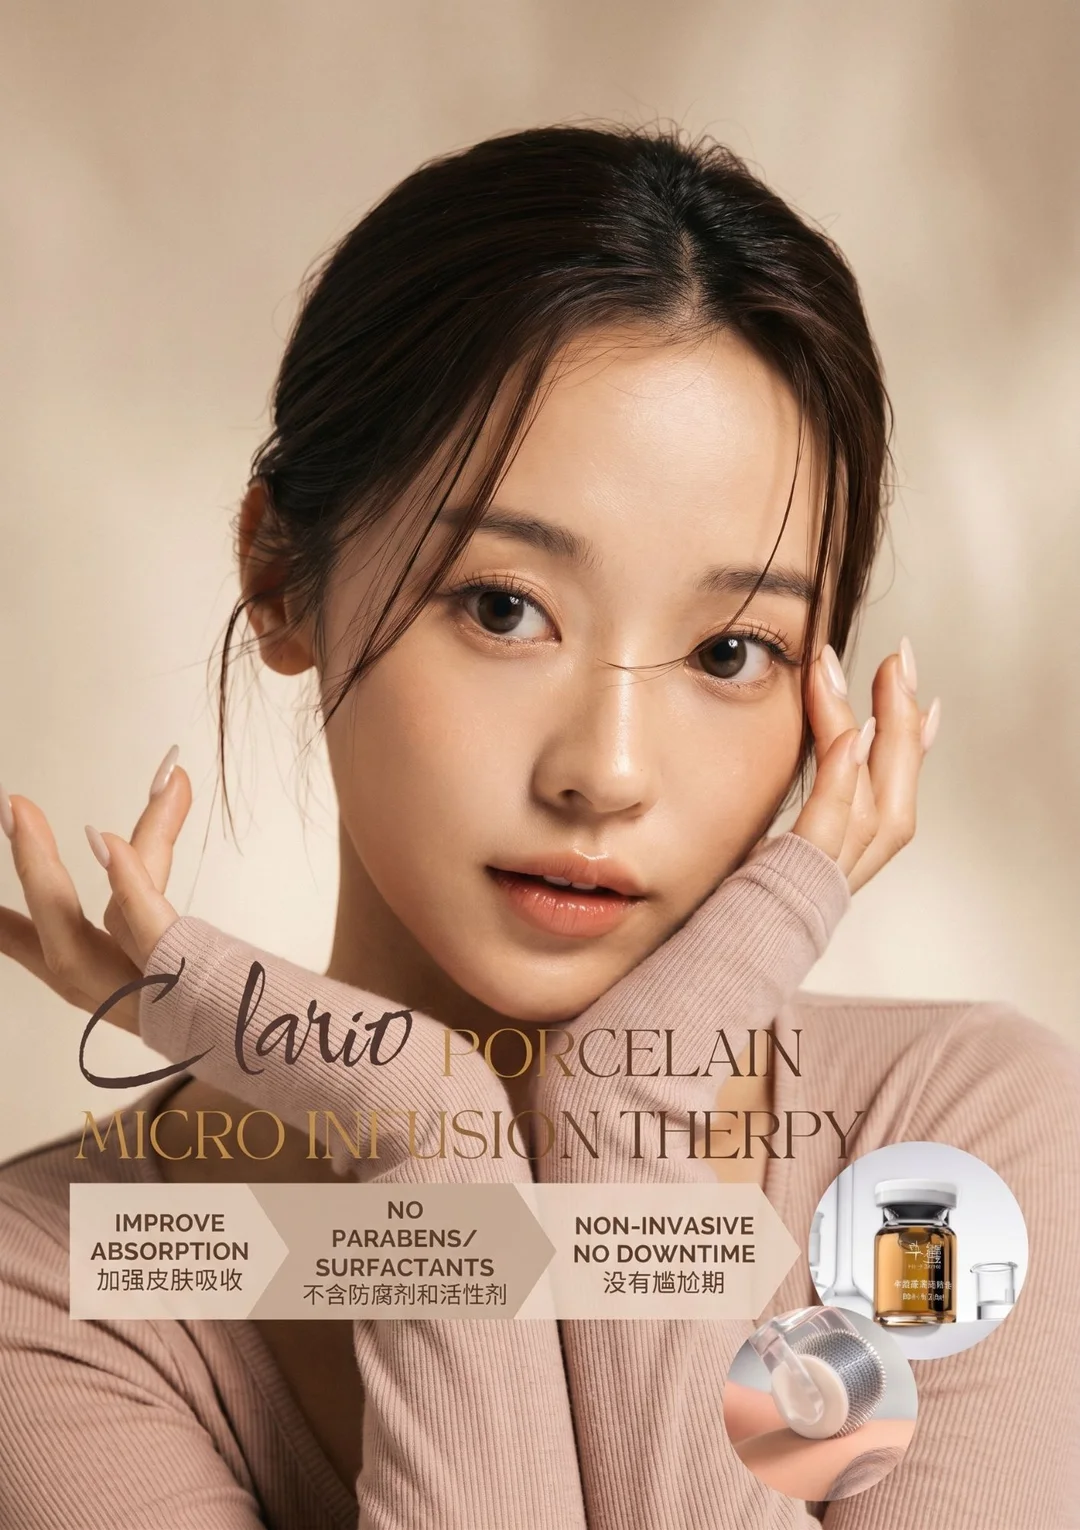 Clario PORCELAIN
MICRO INFUSION THERPY
IMPROVE
ABSORPTION
加强皮肤吸收
NO
PARABENS/
SURFACTANTS
不含防腐剂和活性剂
NON-INVASIVE
NO DOWNTIME
没有尴尬期